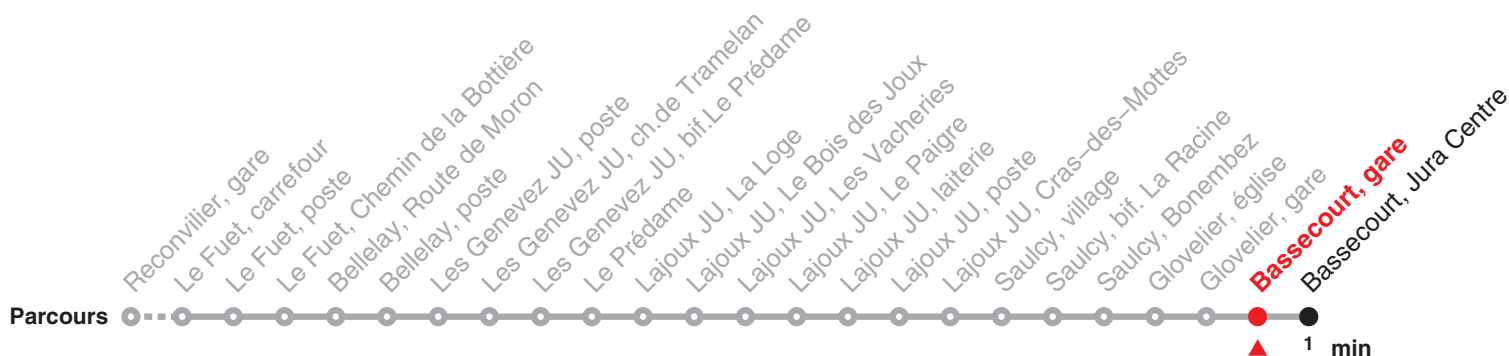 Reconvilier, gare
Le Fuet, carrefour
Le Fuet, poste
Le Fuet, Chemin de la Bottière
Bellelay, Route de Moron
Bellelay, poste
Les Genevez JU, poste
Les Genevez JU, ch.de Tramelan
Les Genevez JU, bif.Le Prédame
Le Prédame
Lajoux JU, La Loge
Lajoux JU, Le Bois des Joux
Lajoux JU, Les Vacheries
Lajoux JU, Le Paigre
Lajoux JU, laiterie
Lajoux JU, poste
Lajoux JU, Cras–des–Mottes
Saulcy, village
Saulcy, bif. La Racine
Saulcy, Bonembez
Glovelier, église
Glovelier, gare
Bassecourt, gare
Bassecourt, Jura Centre
Parcours
1 min